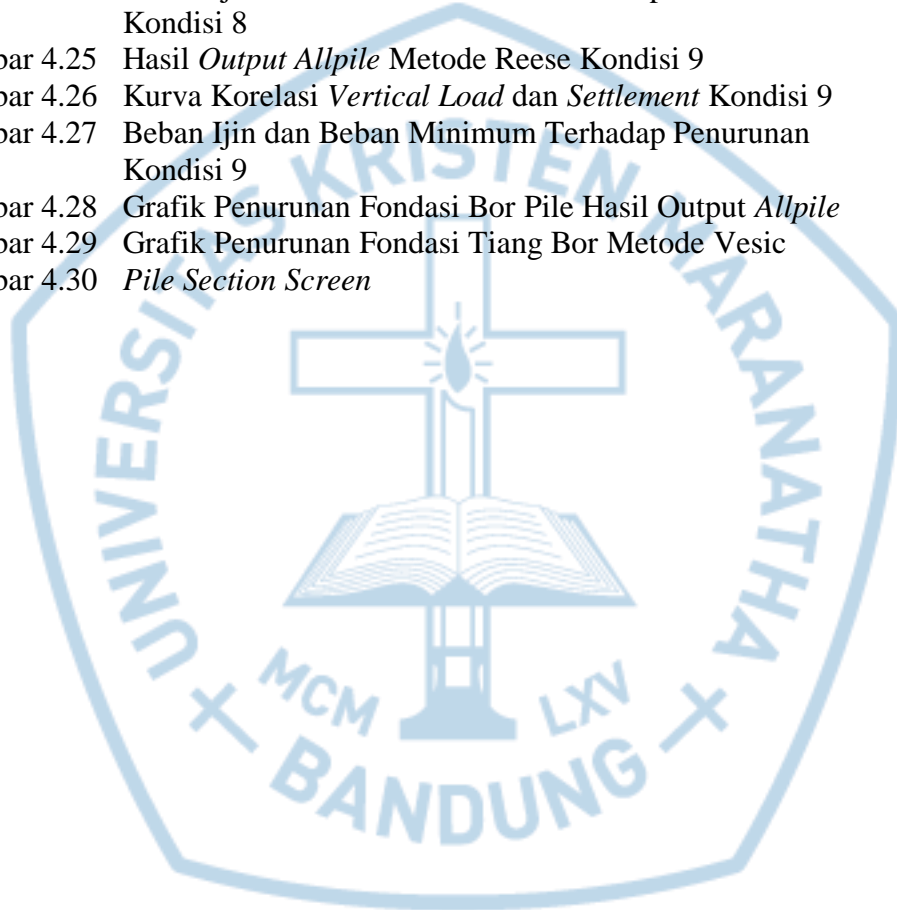 Kondisi 8
bar 4.25 Hasil Output Allpile Metode Reese Kondisi 9
bar 4.26 Kurva Korelasi Vertical Load dan Settlement Kondisi 9
bar 4.27 Beban Ijin dan Beban Minimum Terhadap Penurunan
Kondisi 9
bar 4.28 Grafik Penurunan Fondasi Bor Pile Hasil Output Allpile
bar 4.29 Grafik Penurunan Fondasi Tiang Bor Metode Vesic
bar 4.30 Pile Section Screen
UNIVERSITAS KRISTEN MARANATHA
MCM LXV
BANDUNG